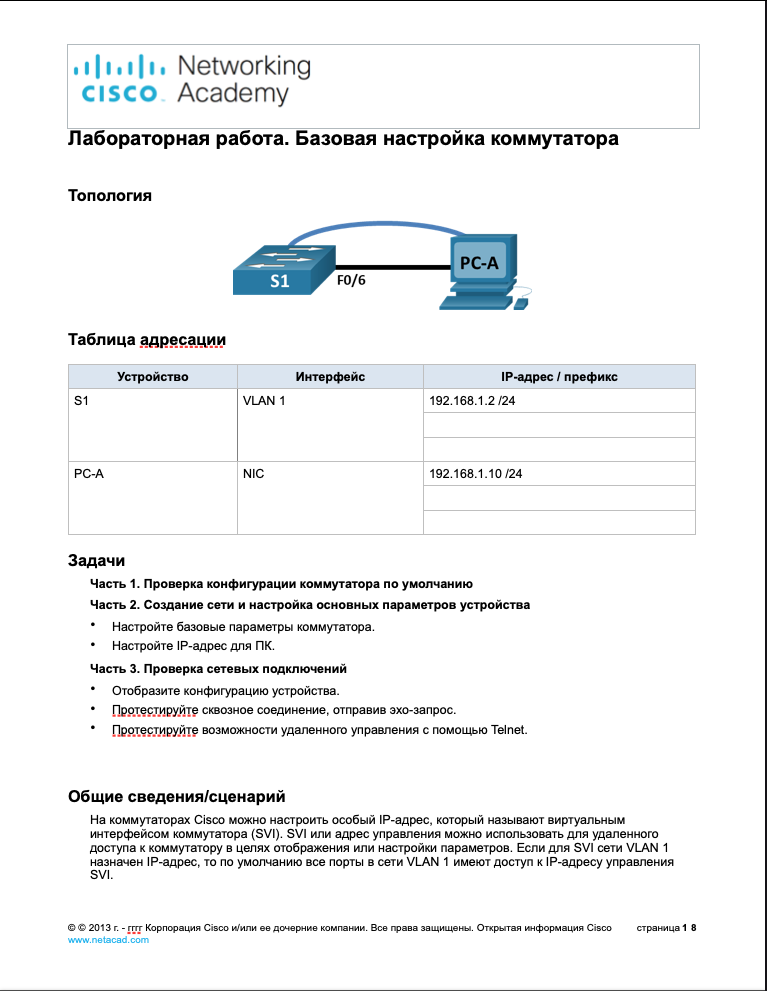 Networking
CISCO Academy
Лабораторная работа. Базовая настройка коммутатора
Топология
S1
F0/6
PC-A
Таблица адресации
Устройство Интерфейс IP-адрес / префикс
S1 VLAN 1 192.168.1.2 /24
PC-A NIC 192.168.1.10 /24
Задачи
Часть 1. Проверка конфигурации коммутатора по умолчанию
Часть 2. Создание сети и настройка основных параметров устройства
• Настройте базовые параметры коммутатора.
• Настройте IP-адрес для ПК.
Часть 3. Проверка сетевых подключений
• Отобразите конфигурацию устройства.
• Протестируйте сквозное соединение, отправив эхо-запрос.
• Протестируйте возможности удаленного управления с помощью Telnet.
Общие сведения/сценарий
На коммутаторах Cisco можно настроить особый IP-адрес, который называют виртуальным
интерфейсом коммутатора (SVI). SVI или адрес управления можно использовать для удаленного
доступа к коммутатору в целях отображения или настройки параметров. Если для SVI сети VLAN 1
назначен IP-адрес, то по умолчанию все порты в сети VLAN 1 имеют доступ к IP-адресу управления
SVI.
© © 2013 г. - гггг Корпорация Cisco и/или ее дочерние компании. Все права защищены. Открытая информация Cisco страница 1 8
www.netacad.com